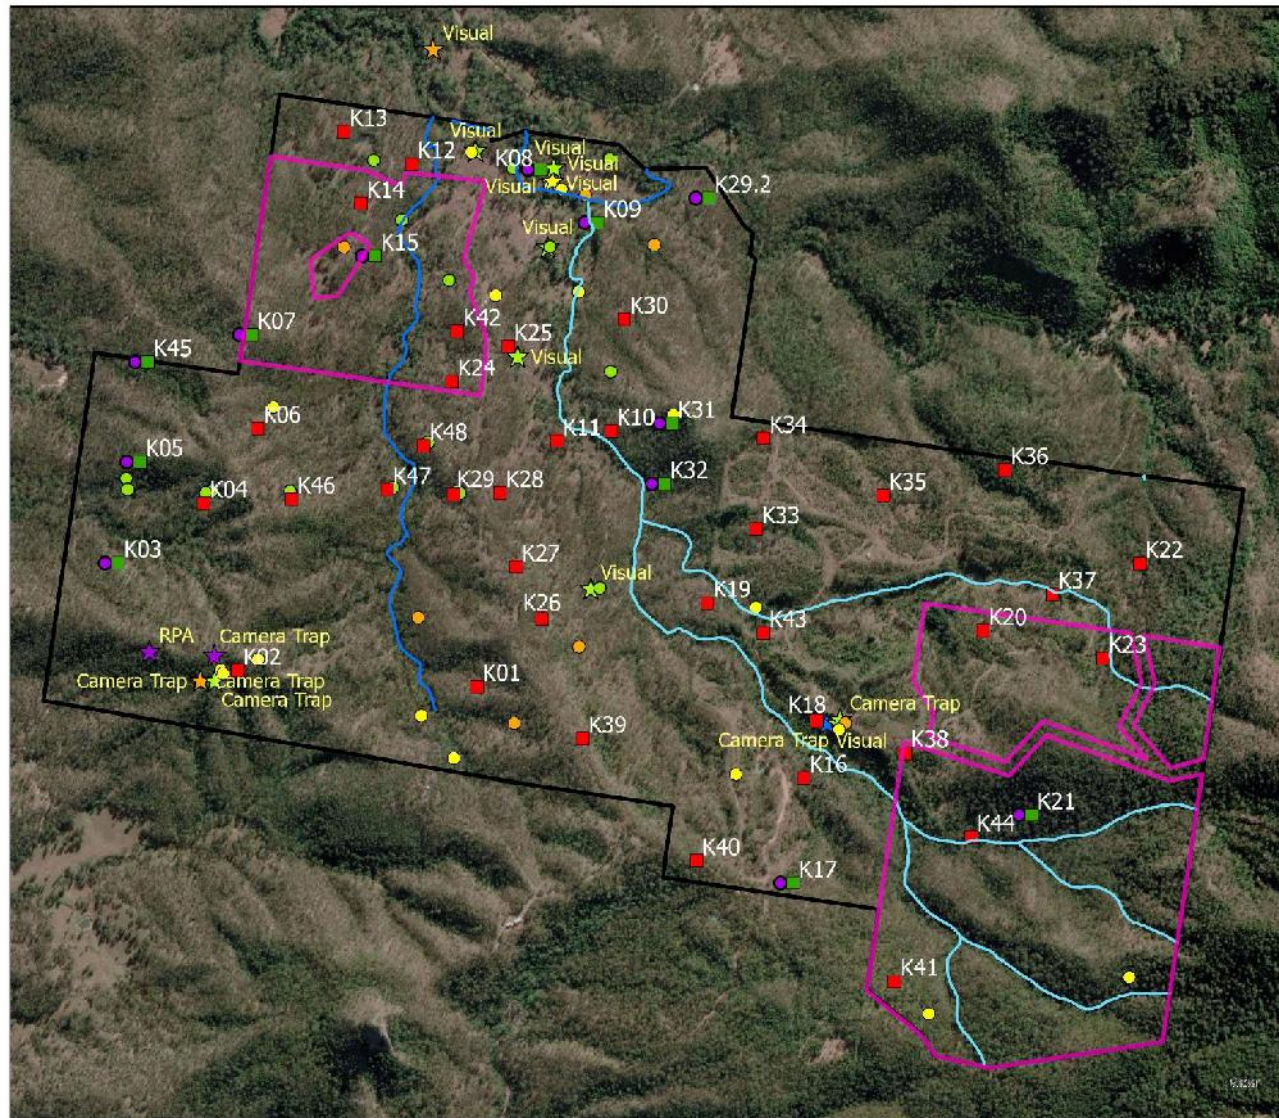 Visual
K13
Visual
K12
K08
Visual
Visual
K29.2
Visual
Visual
K14
K09
K15
Visual
K30
K07
K42
K25
Visual
K45
K24
K31
K06
K10
K11
K34
K48
K05
K32
K36
K47
K29
K28
K35
K04
K46
K33
K03
K27
K22
Visual
K37
K19
K26
K43
K20
RPA
Camera Trap
K02
K23
Camera Trap
Camera Trap
Camera Trap
K01
K18
Camera Trap
K39
Camera Trap
Visual
K38
K16
K21
K44
K40
K17
K41